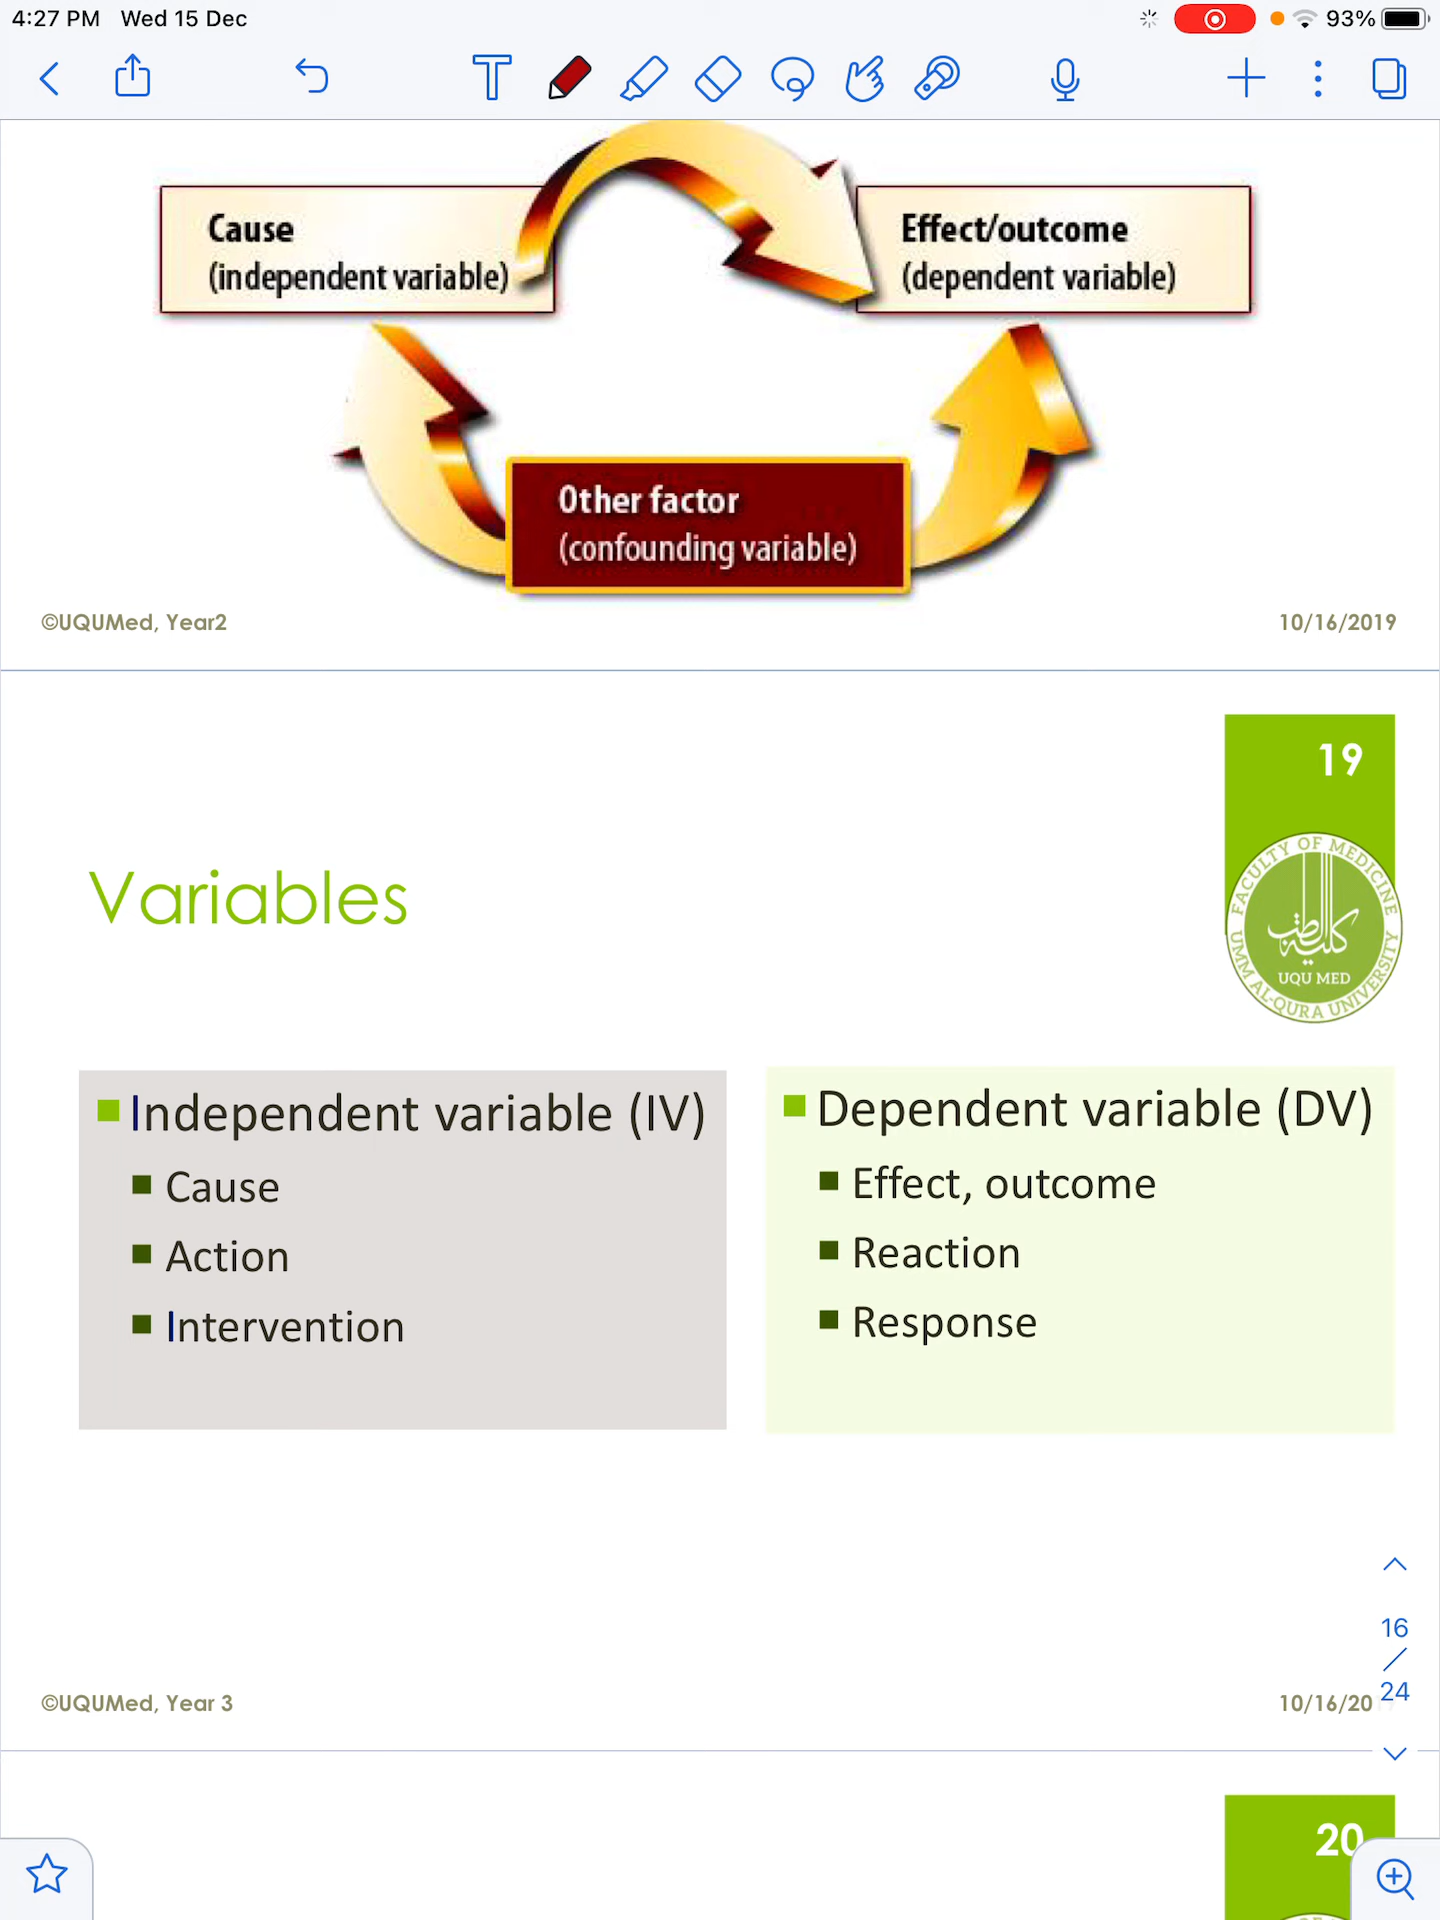 4:27 PM Wed 15 Dec
93%
Cause
(independent variable)
Effect/outcome
(dependent variable)
Other factor
(confounding variable)
©UQUMed, Year2
10/16/2019
19
Variables
FACULTY OF MEDICINE
كلية الطب
UQU MED
UMM AL-QURA UNIVERSITY
Independent variable (IV)
Cause
Action
Intervention
Dependent variable (DV)
Effect, outcome
Reaction
Response
16
/
24
©UQUMed, Year 3
10/16/20
20